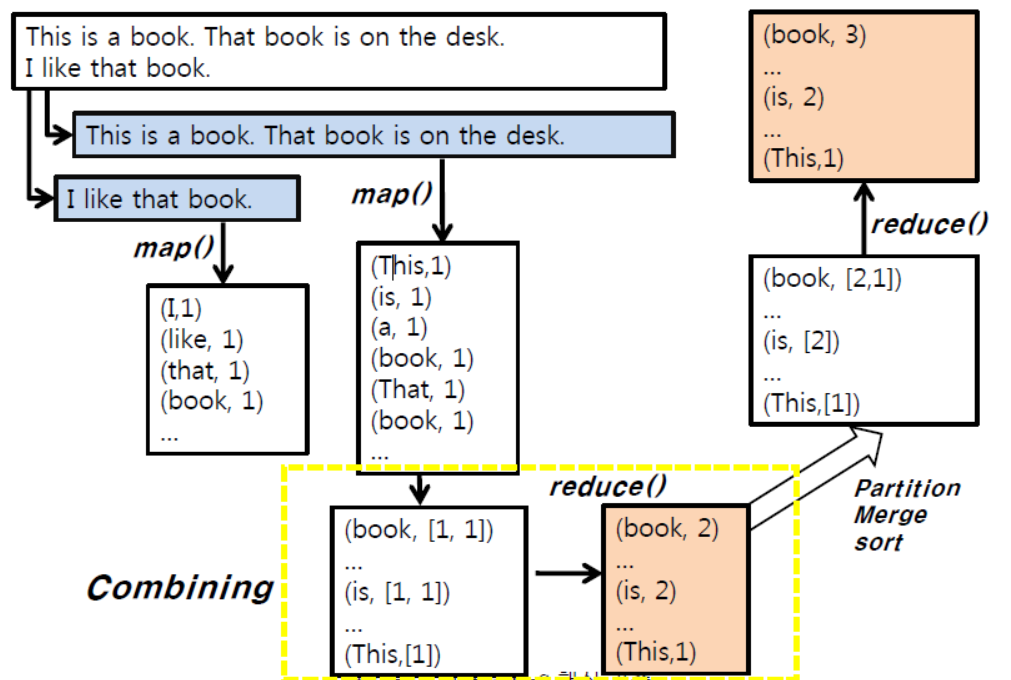 This is a book. That book is on the desk.
I like that book.
This is a book. That book is on the desk.
I like that book.
map()
(I,1)
(like, 1)
(that, 1)
(book, 1)
...
map()
(This,1)
(is, 1)
(a, 1)
(book, 1)
(That, 1)
(book, 1)
...
Combining
(book, [1, 1])
...
(is, [1, 1])
...
(This,[1])
reduce()
(book, 2)
...
(is, 2)
...
(This,1)
Partition
Merge
sort
(book, [2,1])
...
(is, [2])
...
(This,[1])
reduce()
(book, 3)
...
(is, 2)
...
(This,1)